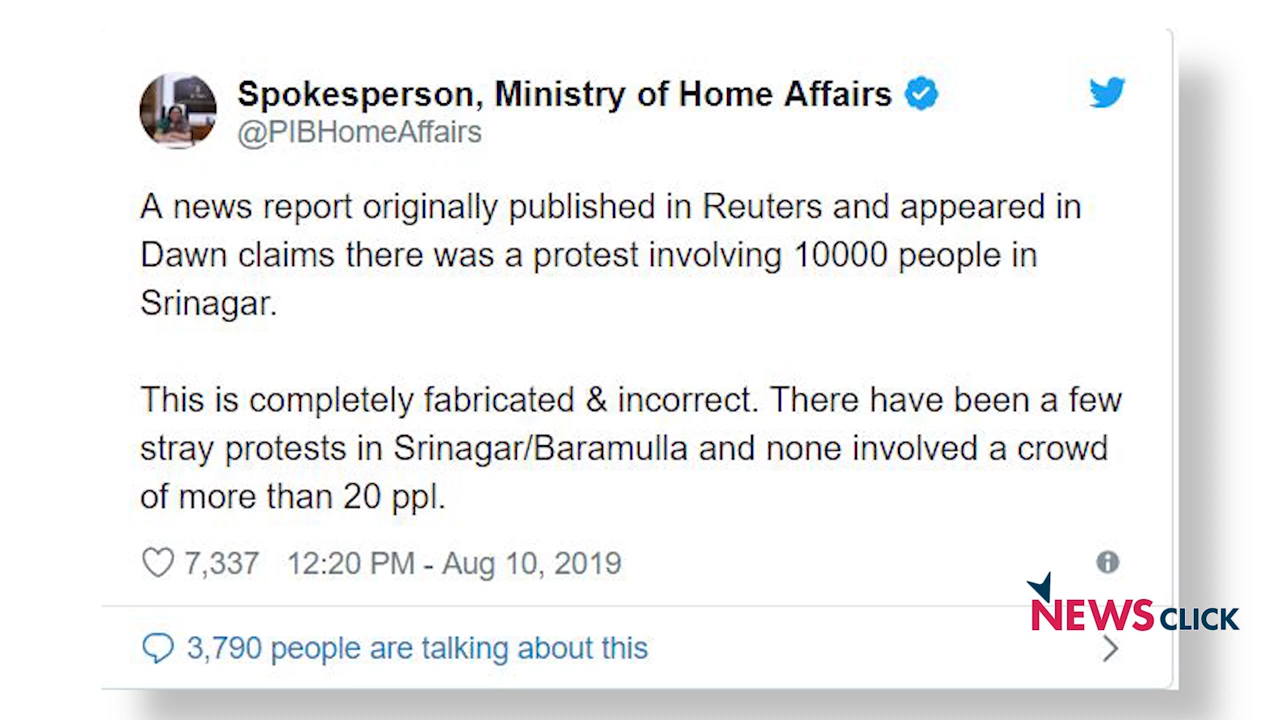 Spokesperson, Ministry of Home Affairs
@PIBHomeAffairs
A news report originally published in Reuters and appeared in
Dawn claims there was a protest involving 10000 people in
Srinagar.
This is completely fabricated & incorrect. There have been a few
stray protests in Srinagar/Baramulla and none involved a crowd
of more than 20 ppl.
7,337 12:20 PM - Aug 10, 2019
NEWSCLICK
3,790 people are talking about this